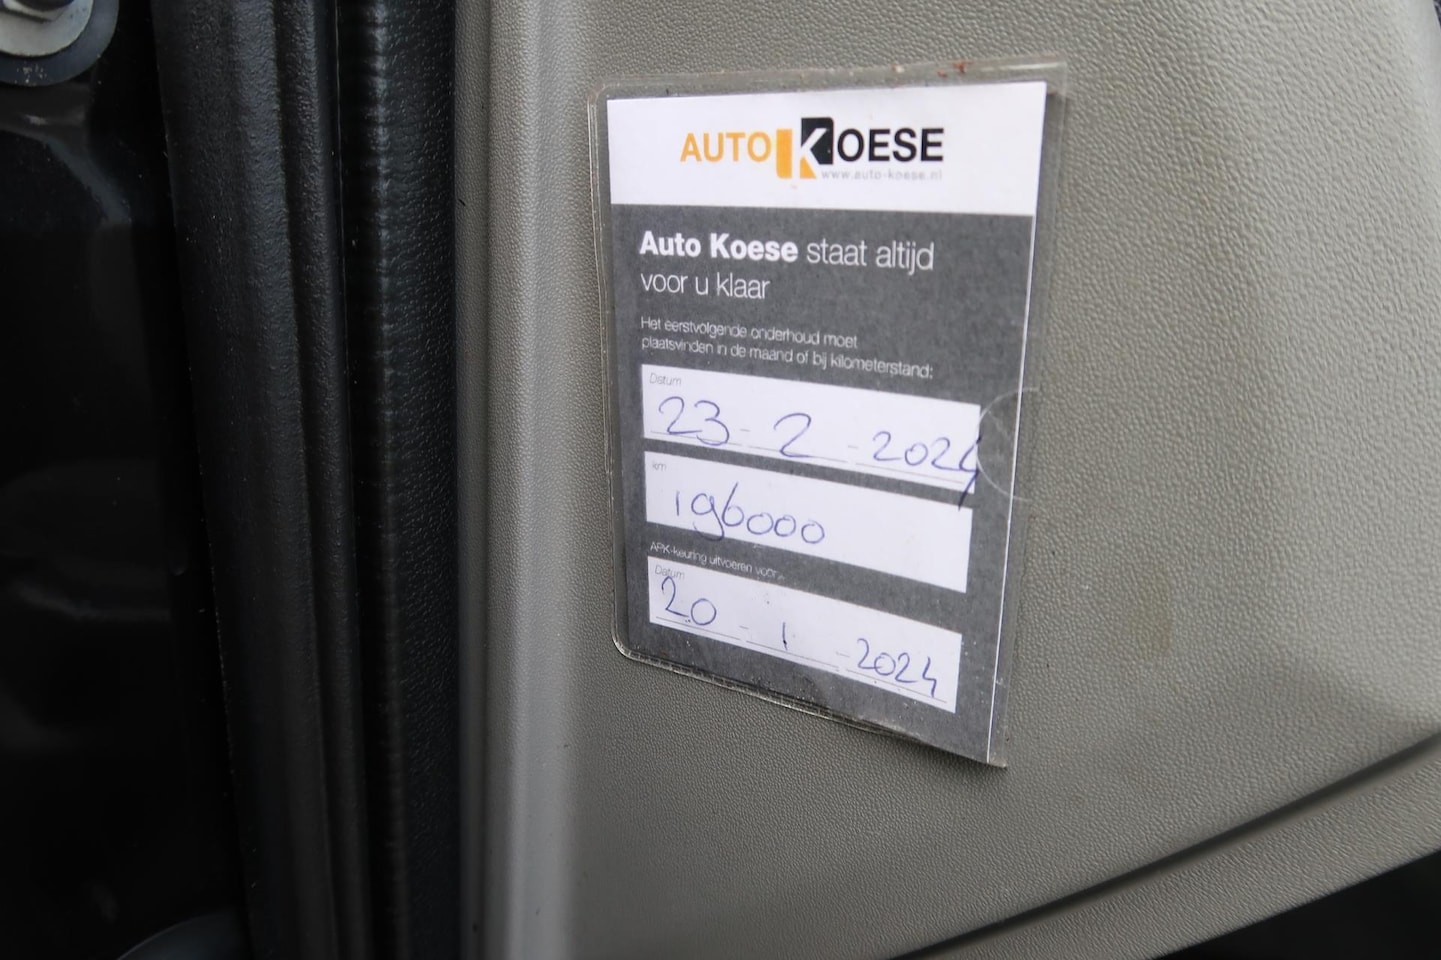 AUTO KOESE
www.auto-koese.nl
Auto Koese staat altijd
voor u klaar
Het eerstvolgende onderhoud moet
plaatsvinden in de maand of bij kilometerstand:
Datum
23 - 2 - 2024
km
196000
APK-keuring uitvoeren voor:
Datum
20 - 1 - 2024